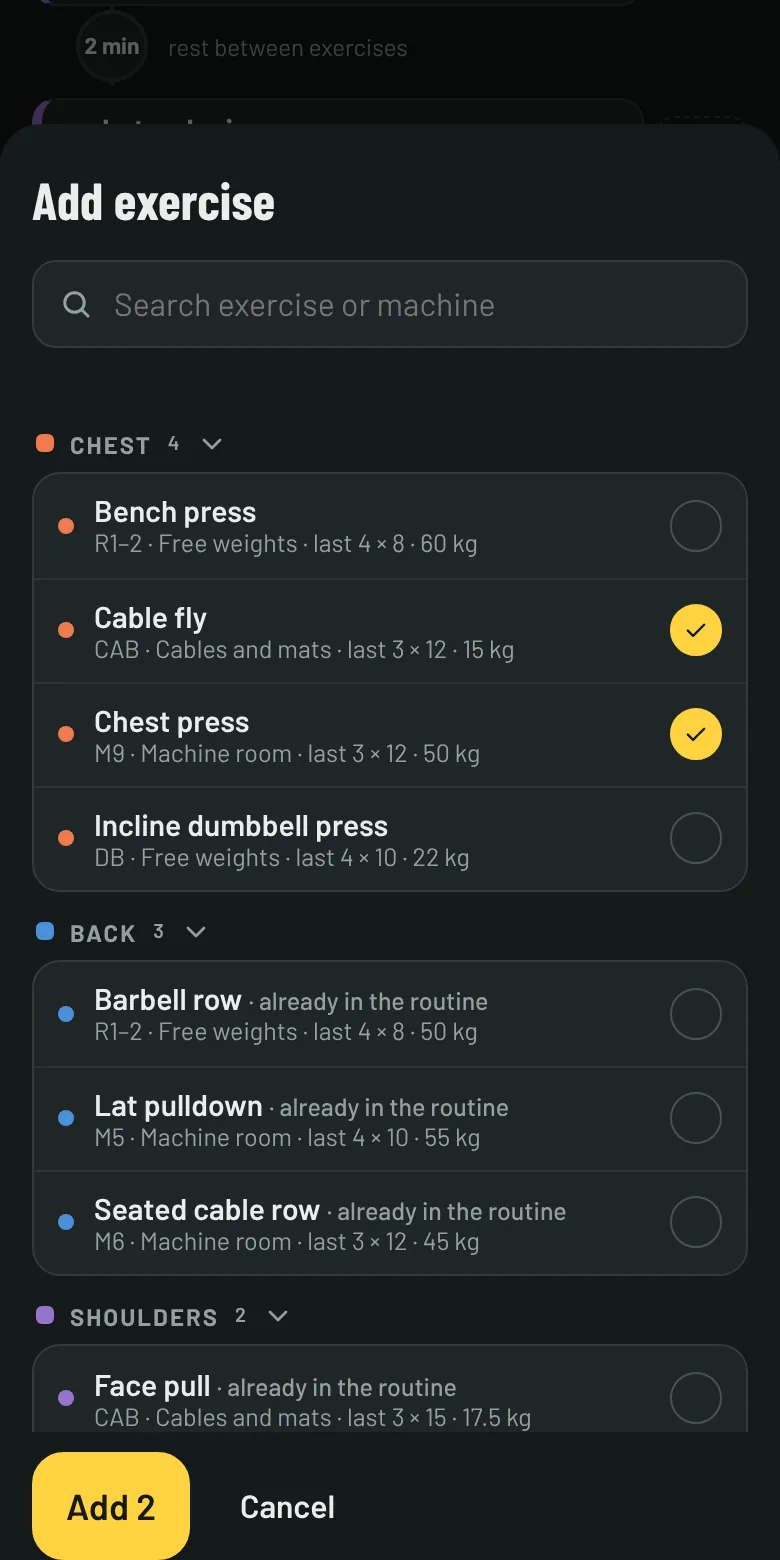 2 min
rest between exercises
Add exercise
Search exercise or machine
CHEST 4
Bench press
R1–2 · Free weights · last 4 × 8 · 60 kg
Cable fly
CAB · Cables and mats · last 3 × 12 · 15 kg
Chest press
M9 · Machine room · last 3 × 12 · 50 kg
Incline dumbbell press
DB · Free weights · last 4 × 10 · 22 kg
BACK 3
Barbell row · already in the routine
R1–2 · Free weights · last 4 × 8 · 50 kg
Lat pulldown · already in the routine
M5 · Machine room · last 4 × 10 · 55 kg
Seated cable row · already in the routine
M6 · Machine room · last 3 × 12 · 45 kg
SHOULDERS 2
Face pull · already in the routine
CAB · Cables and mats · last 3 × 15 · 17.5 kg
Add 2
Cancel